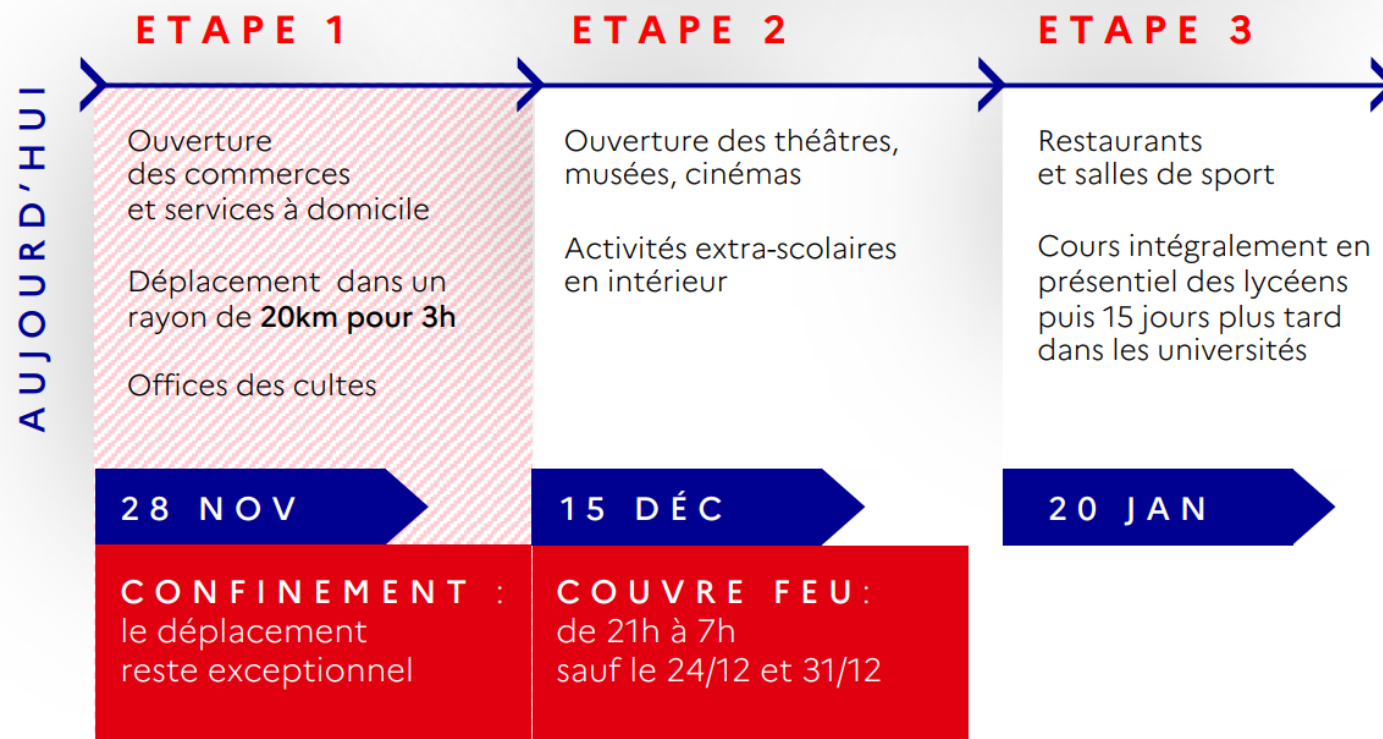 ETAPE 1
ETAPE 2
ETAPE 3
AUJOURD'HUI
Ouverture
des commerces
et services à domicile
Déplacement dans un
rayon de 20km pour 3h
Offices des cultes
28 NOV
CONFINEMENT :
le déplacement
reste exceptionnel
Ouverture des théâtres,
musées, cinémas
Activités extra-scolaires
en intérieur
15 DÉC
COUVRE FEU:
de 21h à 7h
sauf le 24/12 et 31/12
Restaurants
et salles de sport
Cours intégralement en
présentiel des lycéens
puis 15 jours plus tard
dans les universités
20 JAN